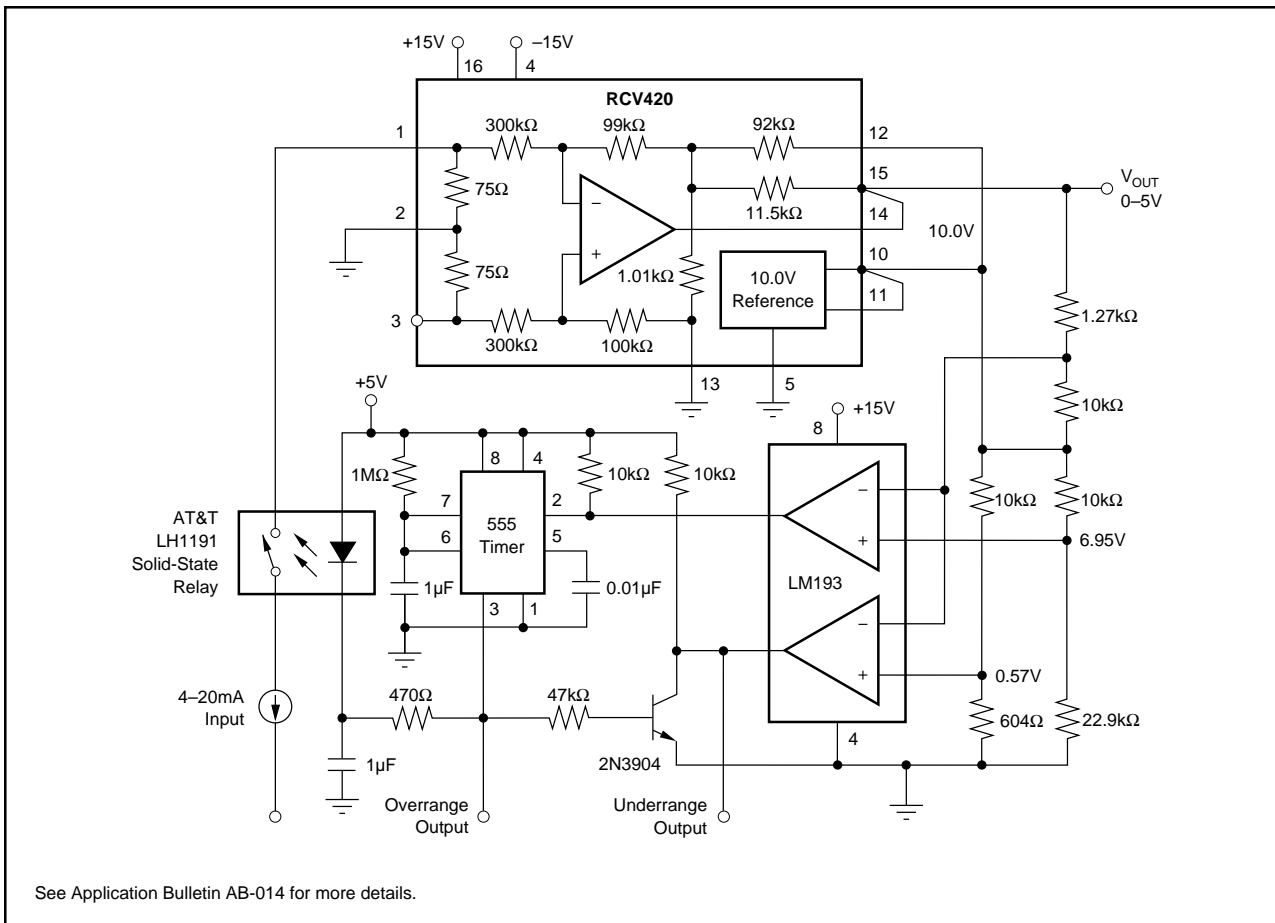 +15V
–15V
16
4
RCV420
1
300kΩ
99kΩ
92kΩ
12
15
VOUT
0–5V
75Ω
11.5kΩ
14
2
–
+
10.0V
10
75Ω
1.01kΩ
10.0V
Reference
11
1.27kΩ
3
300kΩ
100kΩ
13
5
+5V
10kΩ
+15V
8
8
4
1MΩ
10kΩ
10kΩ
–
10kΩ
10kΩ
7
2
AT&T
LH1191
Solid-State
Relay
6
555
Timer
5
+
6.95V
1µF
0.01µF
LM193
3
1
–
4–20mA
Input
470Ω
47kΩ
+
0.57V
604Ω
22.9kΩ
4
1µF
2N3904
Overrange
Output
Underrange
Output
See Application Bulletin AB-014 for more details.